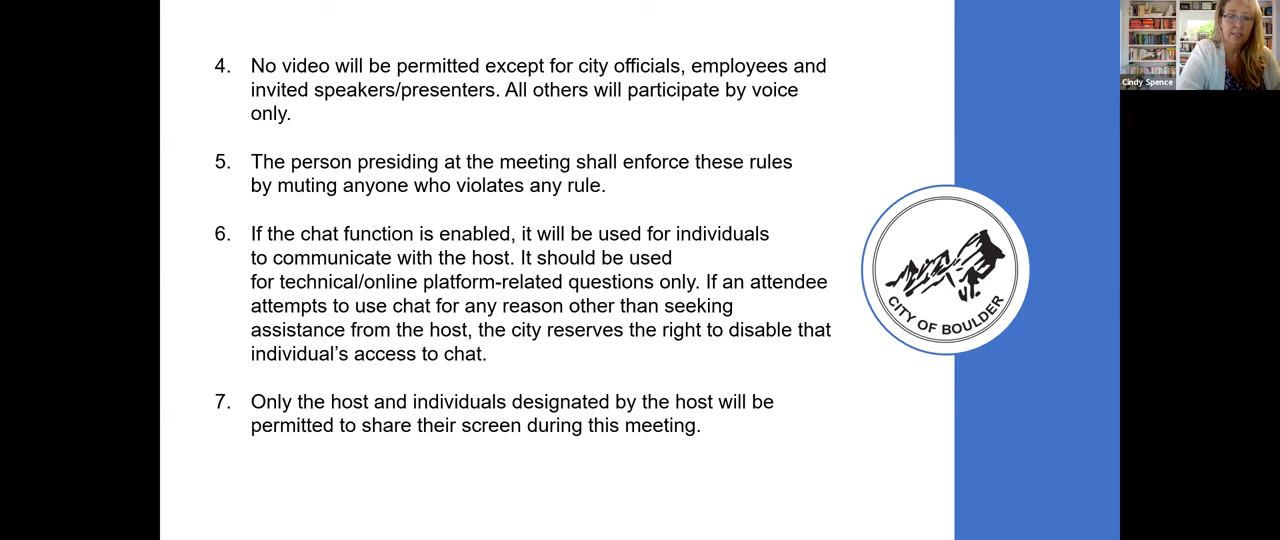 4. No video will be permitted except for city officials, employees and
invited speakers/presenters. All others will participate by voice
only.
5. The person presiding at the meeting shall enforce these rules
by muting anyone who violates any rule.
6. If the chat function is enabled, it will be used for individuals
to communicate with the host. It should be used
for technical/online platform-related questions only. If an attendee
attempts to use chat for any reason other than seeking
assistance from the host, the city reserves the right to disable that
individual’s access to chat.
7. Only the host and individuals designated by the host will be
permitted to share their screen during this meeting.
CITY OF BOULDER
Cindy Spence